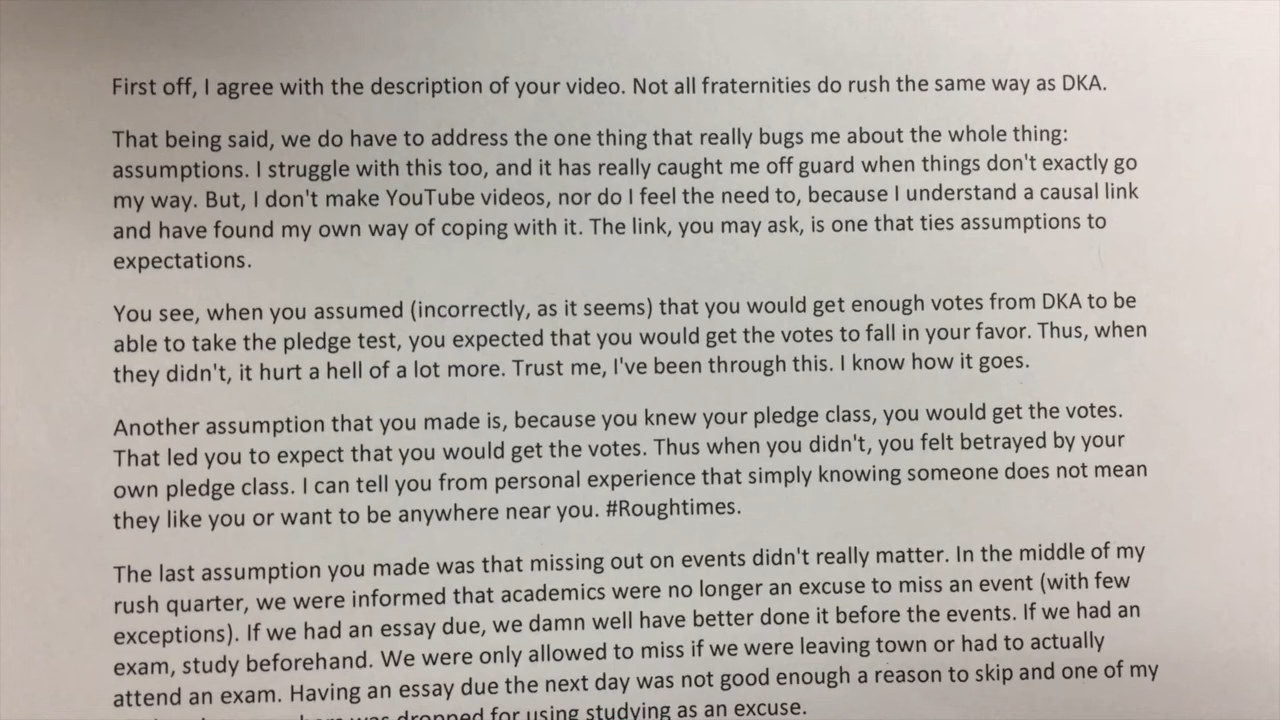 First off, I agree with the description of your video. Not all fraternities do rush the same way as DKA.
That being said, we do have to address the one thing that really bugs me about the whole thing:
assumptions. I struggle with this too, and it has really caught me off guard when things don't exactly go
my way. But, I don't make YouTube videos, nor do I feel the need to, because I understand a causal link
and have found my own way of coping with it. The link, you may ask, is one that ties assumptions to
expectations.
You see, when you assumed (incorrectly, as it seems) that you would get enough votes from DKA to be
able to take the pledge test, you expected that you would get the votes to fall in your favor. Thus, when
they didn't, it hurt a hell of a lot more. Trust me, I've been through this. I know how it goes.
Another assumption that you made is, because you knew your pledge class, you would get the votes.
That led you to expect that you would get the votes. Thus when you didn't, you felt betrayed by your
own pledge class. I can tell you from personal experience that simply knowing someone does not mean
they like you or want to be anywhere near you. #Roughtimes.
The last assumption you made was that missing out on events didn't really matter. In the middle of my
rush quarter, we were informed that academics were no longer an excuse to miss an event (with few
exceptions). If we had an essay due, we damn well have better done it before the events. If we had an
exam, study beforehand. We were only allowed to miss if we were leaving town or had to actually
attend an exam. Having an essay due the next day was not good enough a reason to skip and one of my
was dropped for using studying as an excuse.